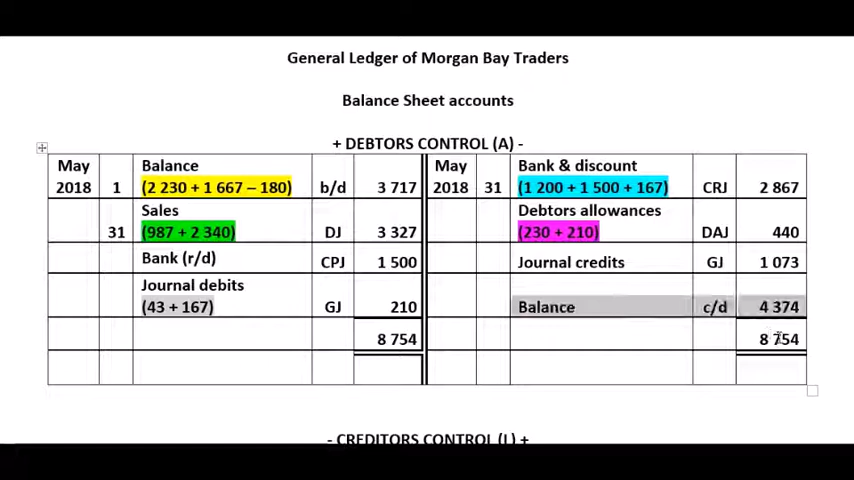 General Ledger of Morgan Bay Traders
Balance Sheet accounts
+ DEBTORS CONTROL (A) -
May 2018 1 Balance (2 230 + 1 667 – 180) b/d 3 717 May 2018 31 Bank & discount (1 200 + 1 500 + 167) CRJ 2 867
31 Sales (987 + 2 340) DJ 3 327 Debtors allowances (230 + 210) DAJ 440
Bank (r/d) CPJ 1 500 Journal credits GJ 1 073
Journal debits (43 + 167) GJ 210 Balance c/d 4 374
8 754 8 754
- CREDITORS CONTROL (L) +